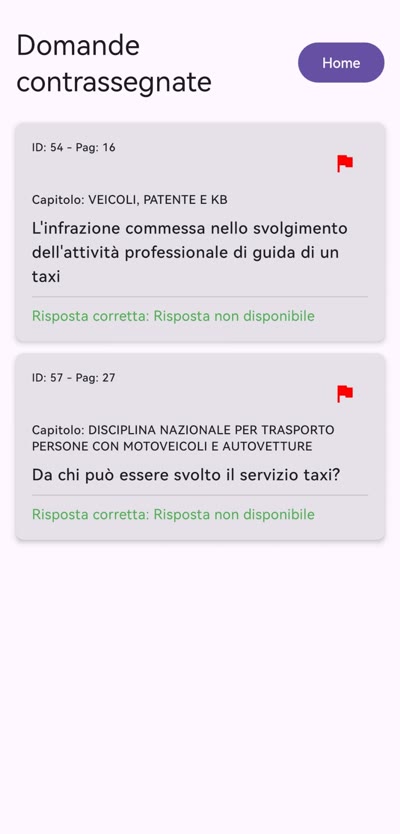 Domande
contrassegnate
Home
ID: 54 - Pag: 16
Capitolo: VEICOLI, PATENTE E KB
L'infrazione commessa nello svolgimento
dell'attività professionale di guida di un
taxi
Risposta corretta: Risposta non disponibile
ID: 57 - Pag: 27
Capitolo: DISCIPLINA NAZIONALE PER TRASPORTO
PERSONE CON MOTOVEICOLI E AUTOVETTURE
Da chi può essere svolto il servizio taxi?
Risposta corretta: Risposta non disponibile